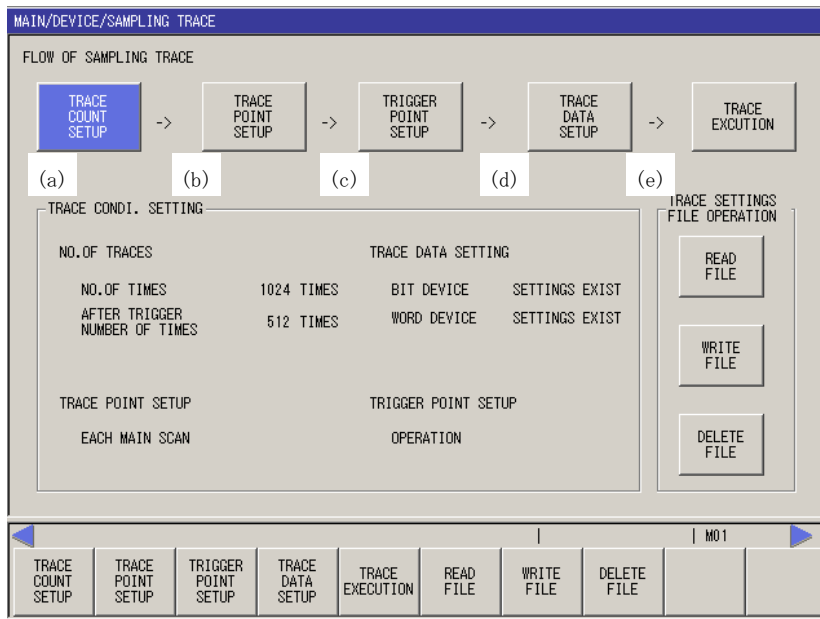 MAIN/DEVICE/SAMPLING TRACE
FLOW OF SAMPLING TRACE
TRACE
COUNT
SETUP
->
TRACE
POINT
SETUP
->
TRIGGER
POINT
SETUP
->
TRACE
DATA
SETUP
->
TRACE
EXCUTION
(a)
(b)
(c)
(d)
(e)
TRACE CONDI. SETTING
NO.OF TRACES
NO.OF TIMES 1024 TIMES
AFTER TRIGGER
NUMBER OF TIMES 512 TIMES
TRACE DATA SETTING
BIT DEVICE SETTINGS EXIST
WORD DEVICE SETTINGS EXIST
TRACE POINT SETUP
EACH MAIN SCAN
TRIGGER POINT SETUP
OPERATION
TRACE SETTINGS
FILE OPERATION
READ
FILE
WRITE
FILE
DELETE
FILE
| | M01
TRACE
COUNT
SETUP
TRACE
POINT
SETUP
TRIGGER
POINT
SETUP
TRACE
DATA
SETUP
TRACE
EXECUTION
READ
FILE
WRITE
FILE
DELETE
FILE